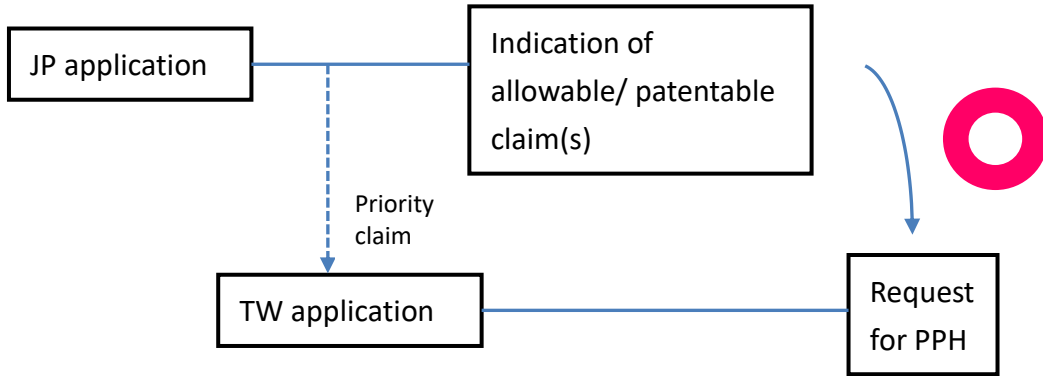 JP application
Indication of
allowable/ patentable
claim(s)
Priority
claim
TW application
Request
for PPH